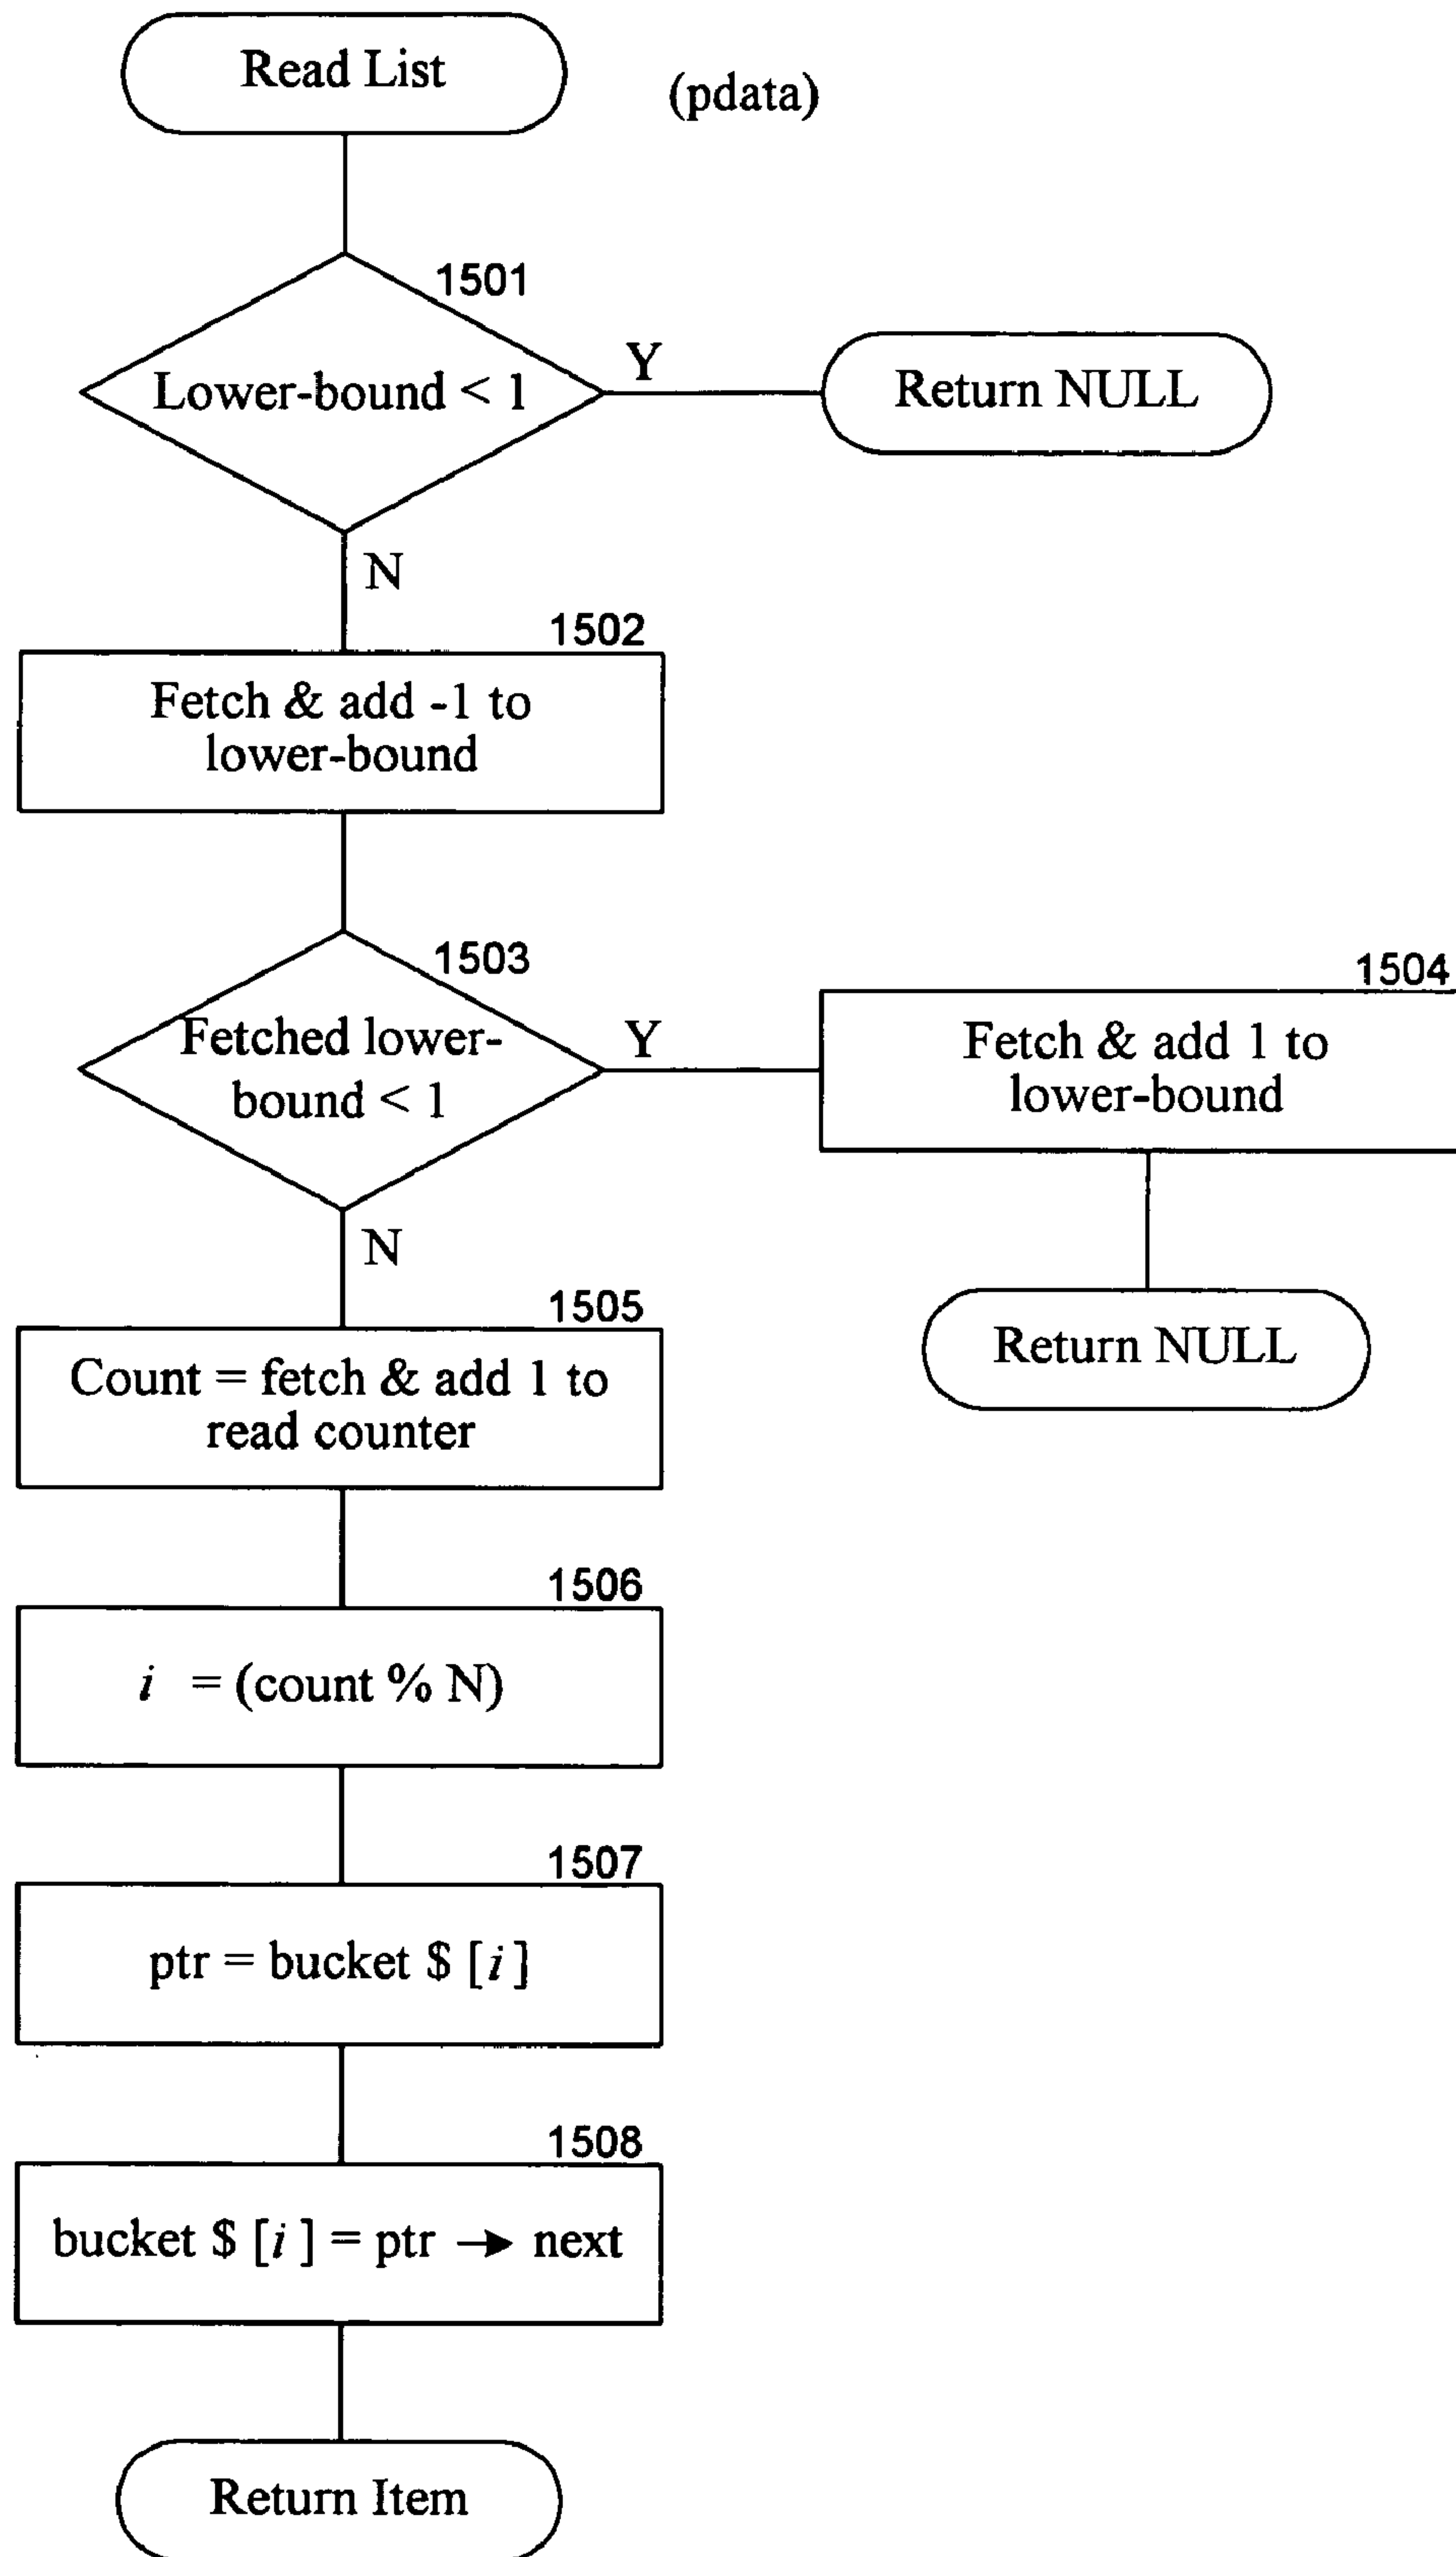 Read List
(pdata)
1501
Lower-bound < 1
Y
Return NULL
N
1502
Fetch & add -1 to
lower-bound
1503
Fetched lower-
bound < 1
Y
1504
Fetch & add 1 to
lower-bound
Return NULL
N
1505
Count = fetch & add 1 to
read counter
1506
i = (count % N)
1507
ptr = bucket $ [i]
1508
bucket $ [i] = ptr → next
Return Item